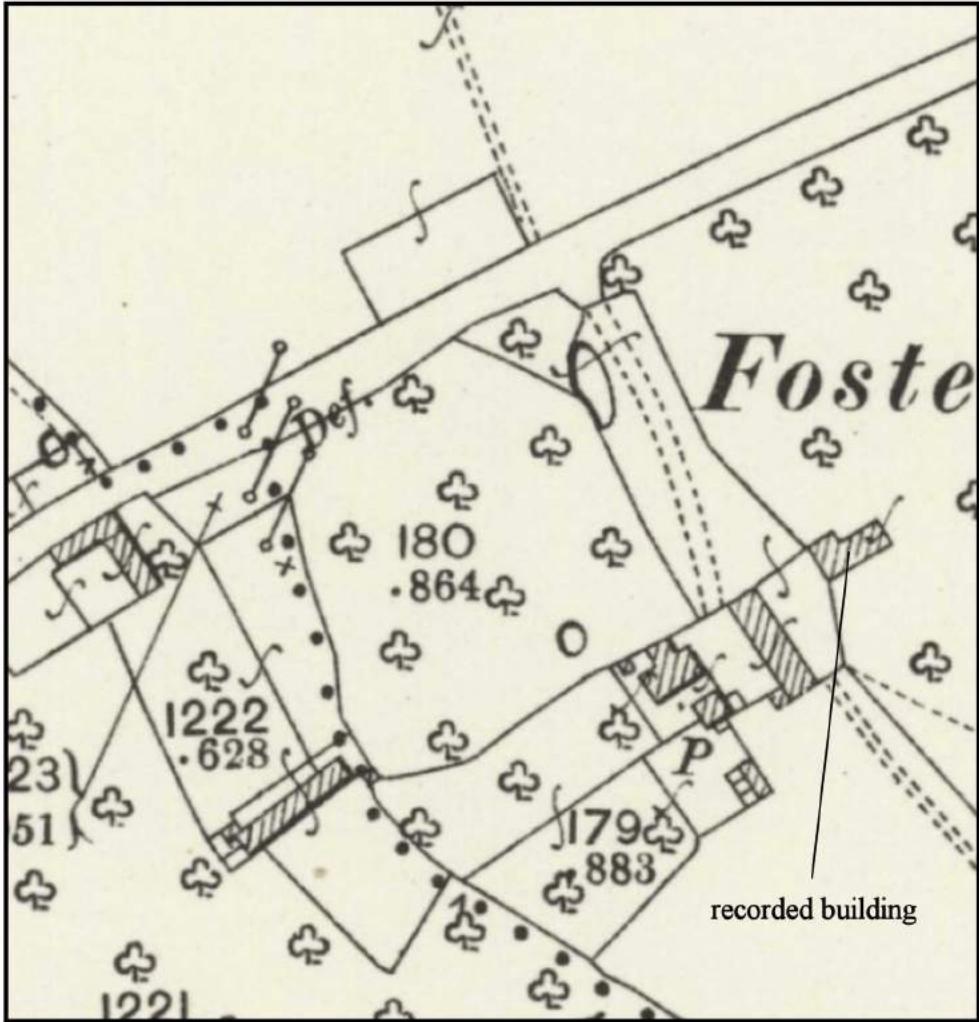 Def.
Foste
180
.864
O
1222
.628
23
51
P
179
.883
recorded building
1221